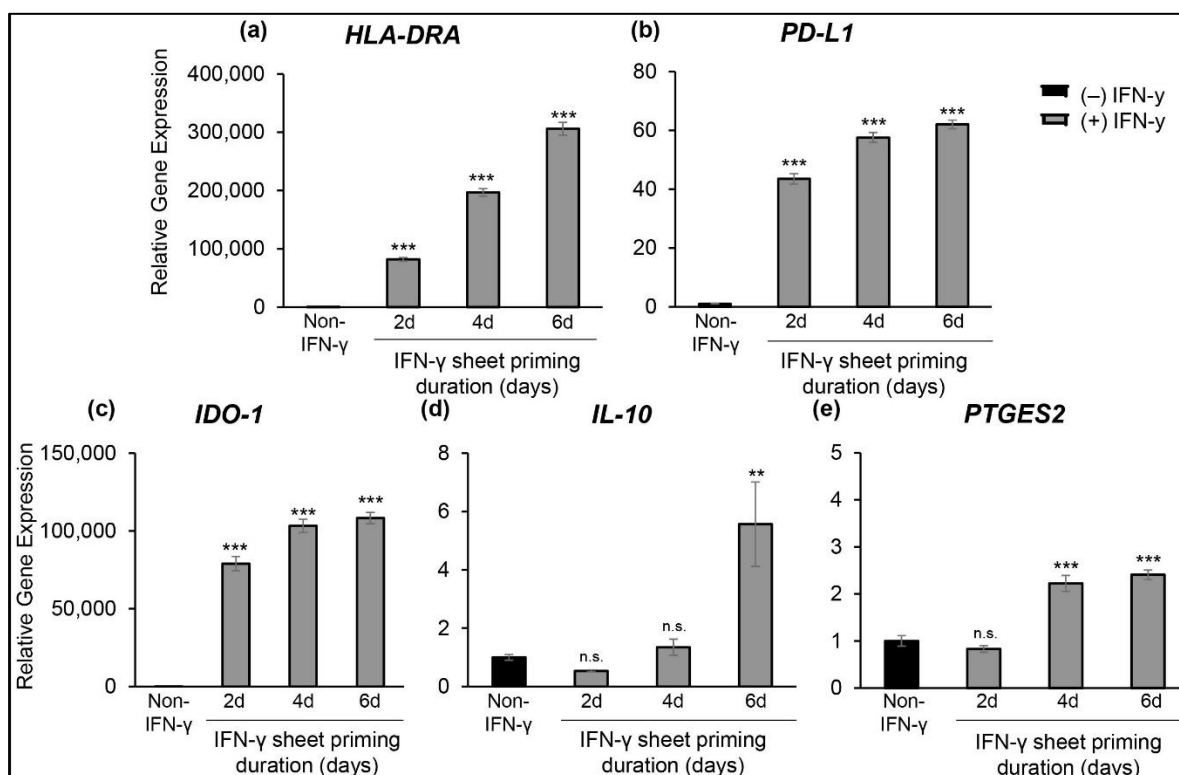 (a) HLA-DRA
Relative Gene Expression
400,000
300,000
200,000
100,000
0
***
***
***
Non-
IFN-γ
2d 4d 6d
IFN-γ sheet priming
duration (days)
(b) PD-L1
80
60
40
20
0
***
***
***
Non-
IFN-γ
2d 4d 6d
IFN-γ sheet priming
duration (days)
(–) IFN-y
(+) IFN-y
(c) IDO-1
Relative Gene Expression
150,000
100,000
50,000
0
***
***
***
Non-
IFN-γ
2d 4d 6d
IFN-γ sheet priming
duration (days)
(d) IL-10
8
6
4
2
0
n.s.
n.s.
**
Non-
IFN-γ
2d 4d 6d
IFN-γ sheet priming
duration (days)
(e) PTGES2
5
4
3
2
1
0
n.s.
***
***
Non-
IFN-γ
2d 4d 6d
IFN-γ sheet priming
duration (days)